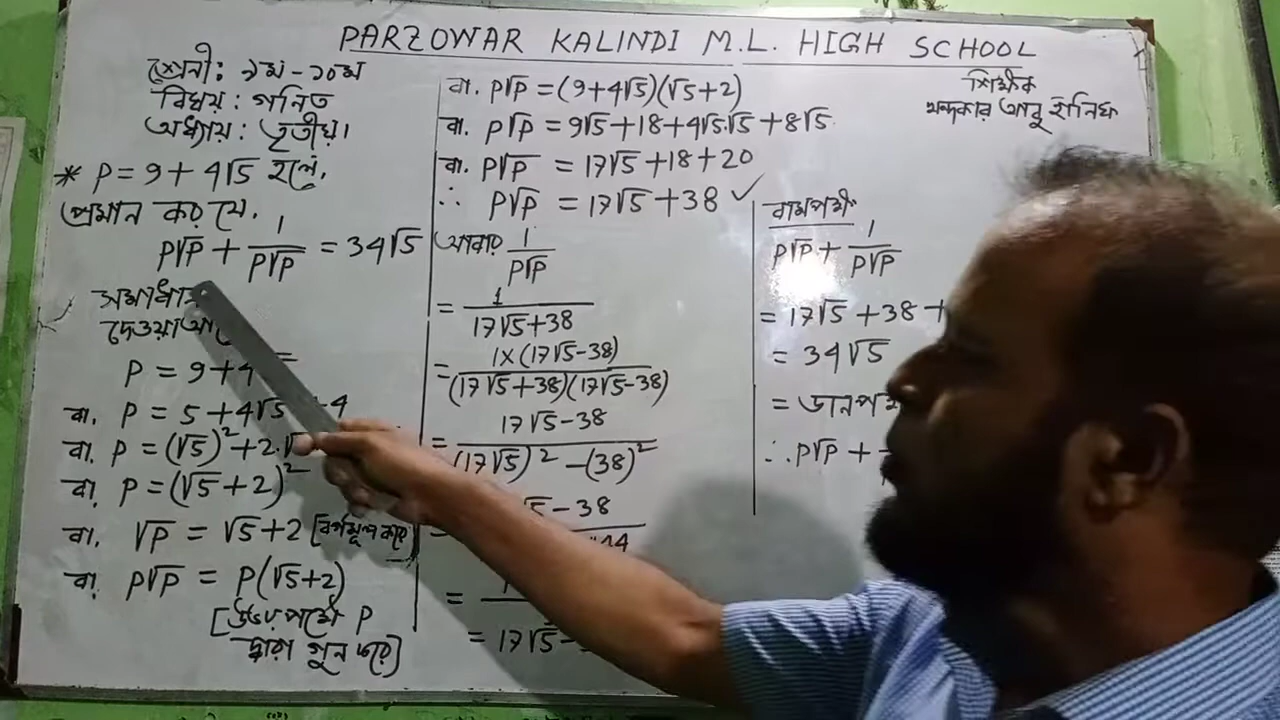 PARZOWAR KALINDI M.L. HIGH SCHOOL
শ্রেনী: ৯ম-১০ম
বিষয়: গনিত
অধ্যায়: তৃতীয়।
* P = 9 + 4√5 হলে,
প্রমান কর যে,
P√P + 1/P√P = 34√5
সমাধা
দেওয়া আ
P = 9+4
বা, P = 5 + 4√5 4
বা, P = (√5)² + 2.√
বা, P = (√5 + 2)²
বা, √P = √5 + 2 [বর্গমূল করে]
বা, P√P = P(√5+2)
[উভয় পক্ষে P
দ্বারা গুন করে]
বা, P√P = (9+4√5)(√5+2)
বা, P√P = 9√5 + 18 + 4√5.√5 + 8√5
বা, P√P = 17√5 + 18 + 20
∴ P√P = 17√5 + 38 ✓
আবার 1/P√P
= 1/17√5+38
= 1×(17√5-38)/(17√5+38)(17√5-38)
= 17√5-38/(17√5)² - (38)²
= 5 - 38/44
=
= 17√5 -
শিক্ষক
খন্দকার আবু হানিফ
বামপক্ষ
P√P + 1/P√P
= 17√5 + 38 +
= 34√5
= ডানপক্ষ
∴ P√P +